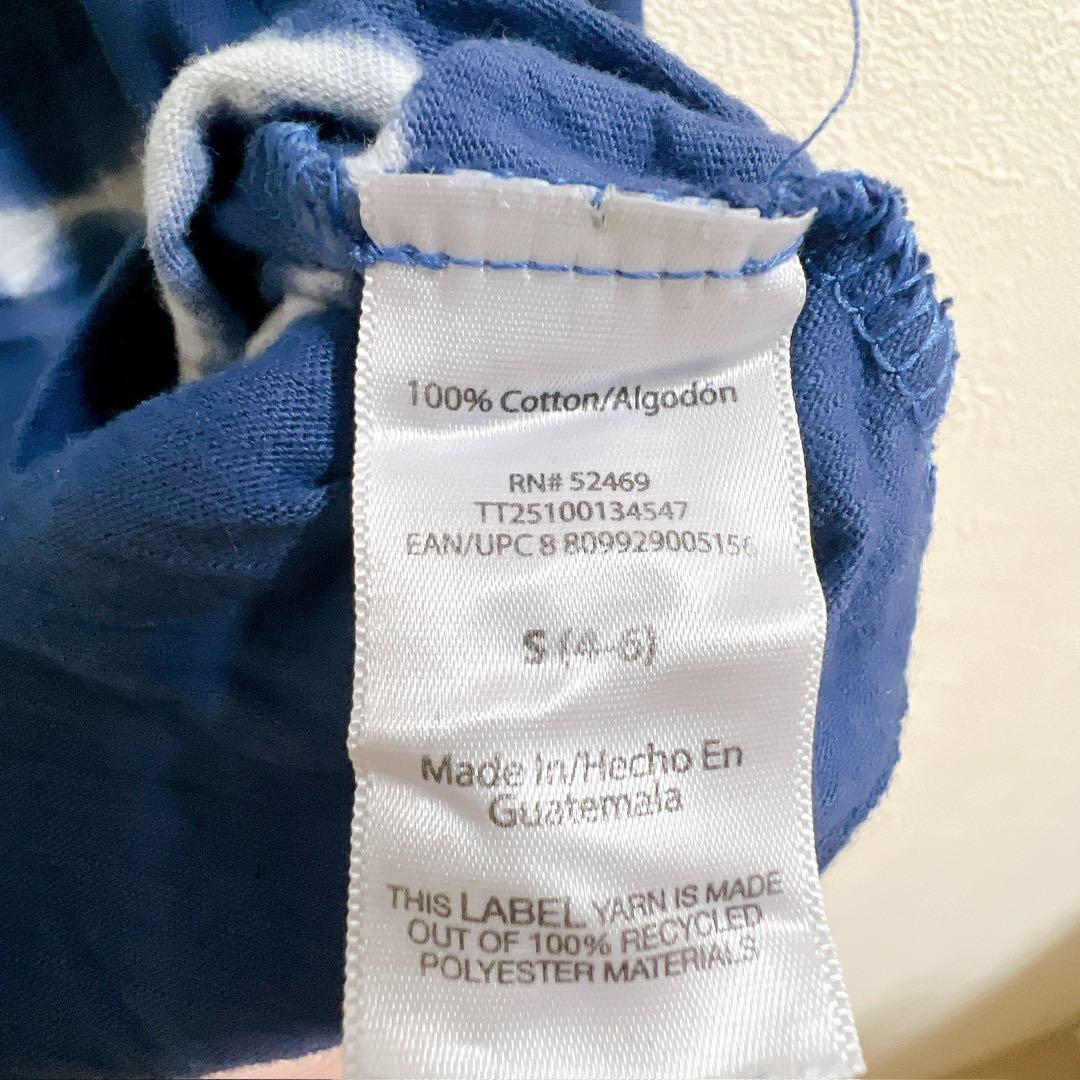 100% Cotton/Algodón
RN# 52469
TT25100134547
EAN/UPC 8 809929005156
S (4-6)
Made In/Hecho En
Guatemala
THIS LABEL YARN IS MADE
OUT OF 100% RECYCLED
POLYESTER MATERIALS